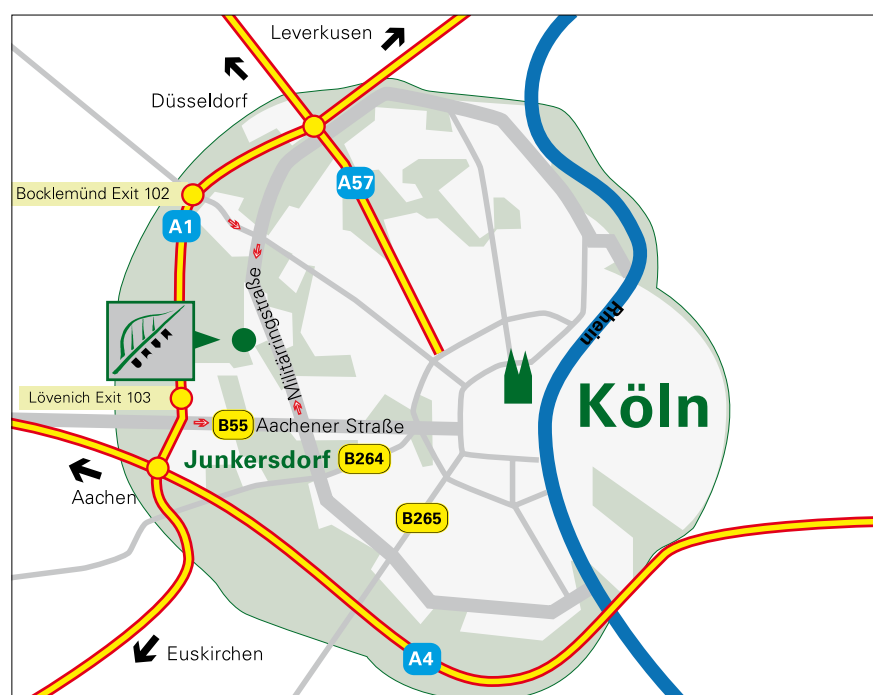 Leverkusen
Düsseldorf
A57
Bocklemünd Exit 102
A1
Militärringstraße
Rhein
Lövenich Exit 103
Köln
B55
Aachener Straße
Junkersdorf
B264
Aachen
B265
Euskirchen
A4